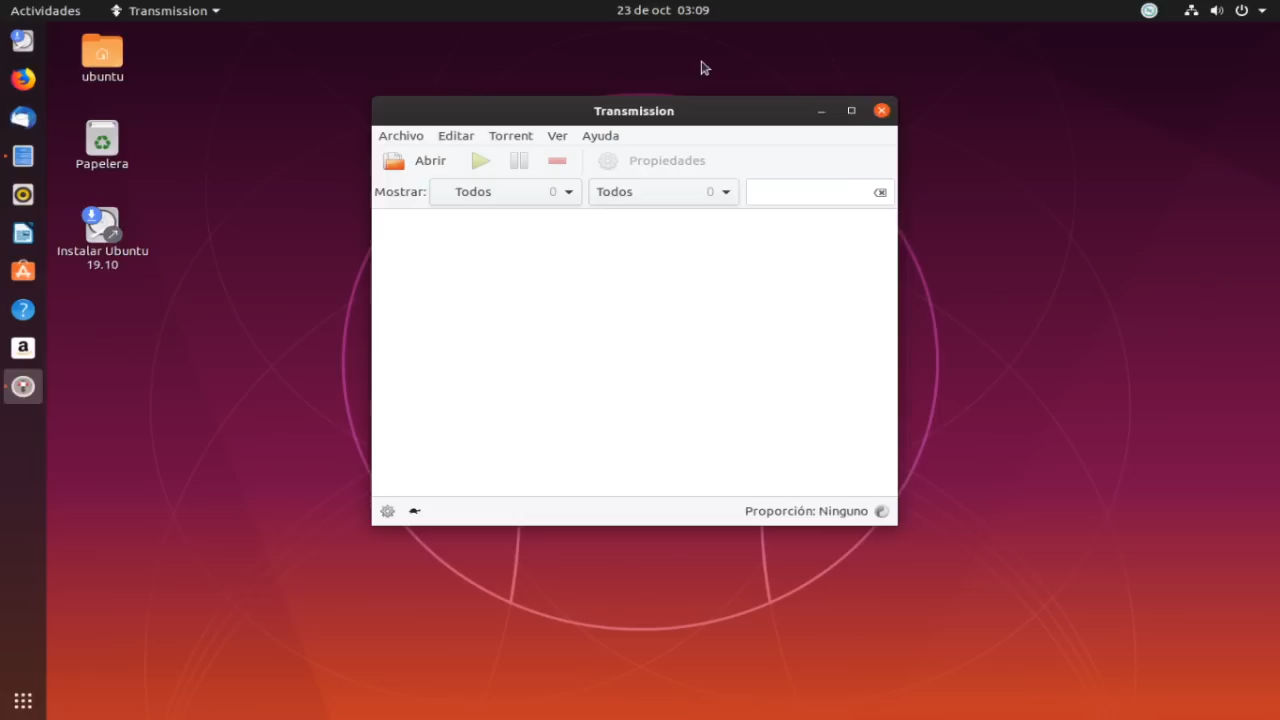 Actividades Transmission 23 de oct 03:09
ubuntu
Papelera
Instalar Ubuntu
19.10
Transmission
Archivo Editar Torrent Ver Ayuda
Abrir Propiedades
Mostrar: Todos 0 Todos 0
Proporción: Ninguno